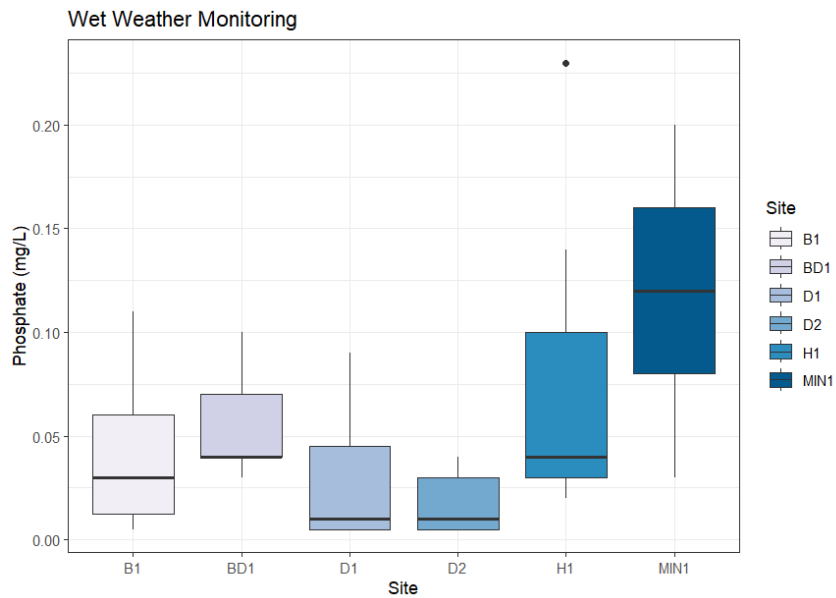 Wet Weather Monitoring
Phosphate (mg/L)
0.20
0.15
0.10
0.05
0.00
B1
BD1
D1
D2
H1
MIN1
Site
Site
B1
BD1
D1
D2
H1
MIN1